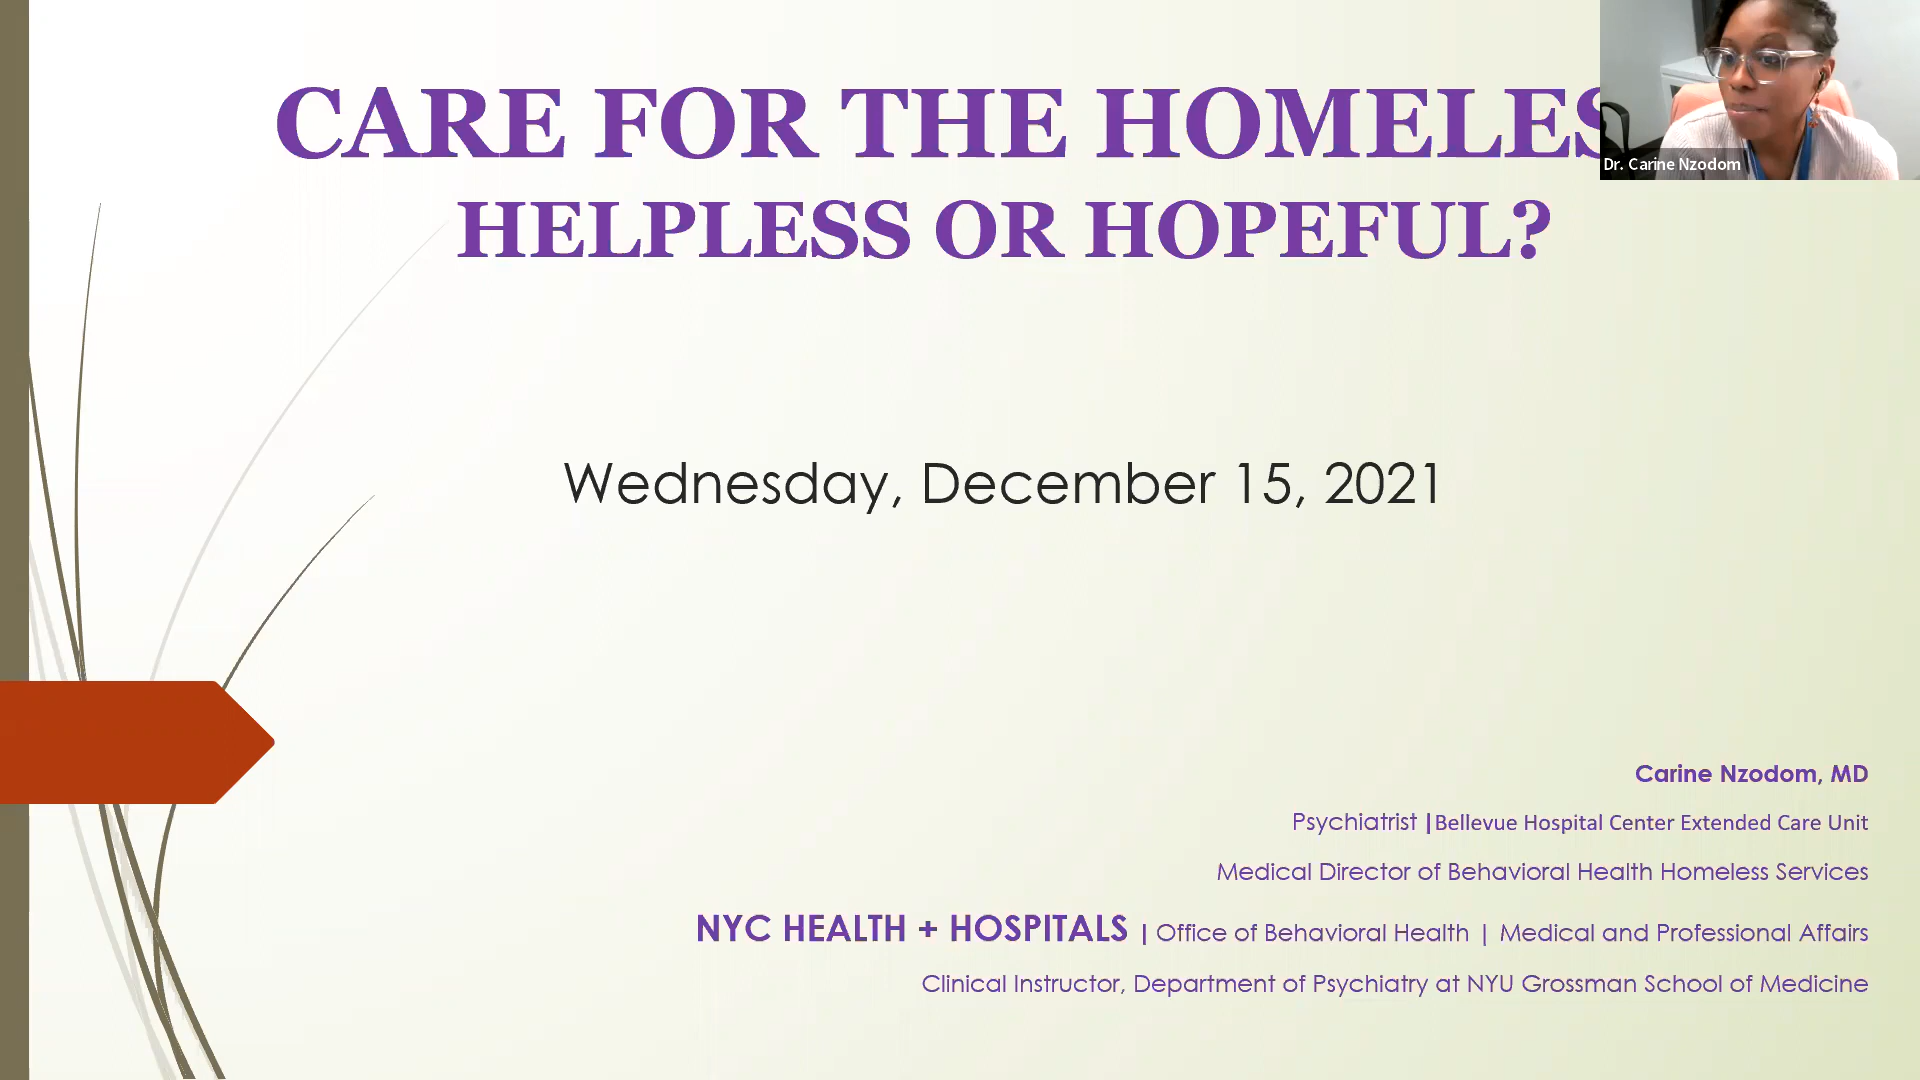 CARE FOR THE HOMELES
HELPLESS OR HOPEFUL?
Dr. Carine Nzodom
Wednesday, December 15, 2021
Carine Nzodom, MD
Psychiatrist |Bellevue Hospital Center Extended Care Unit
Medical Director of Behavioral Health Homeless Services
NYC HEALTH + HOSPITALS | Office of Behavioral Health | Medical and Professional Affairs
Clinical Instructor, Department of Psychiatry at NYU Grossman School of Medicine